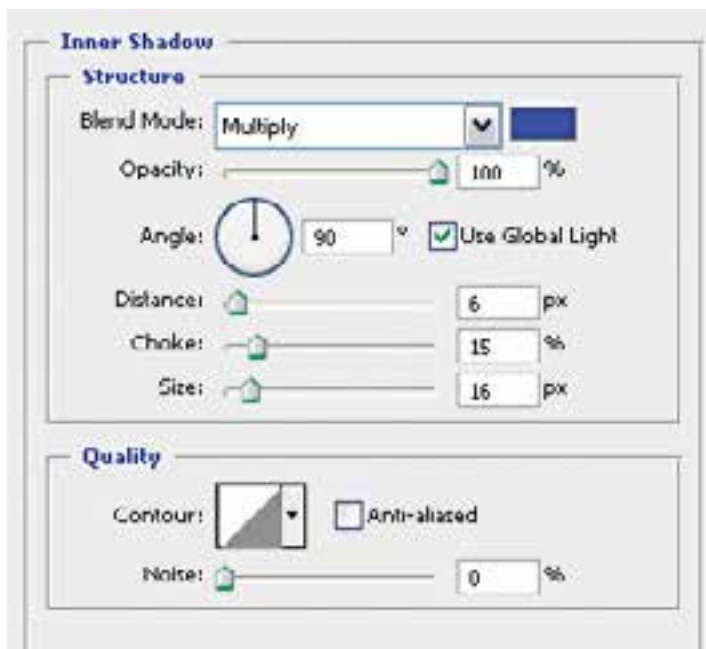 Inner Shadow
Structure
Blend Mode: Multiply
Opacity: 100 %
Angle: 90 ° Use Global Light
Distance: 6 px
Choke: 15 %
Size: 16 px
Quality
Contour: Anti-aliased
Noise: 0 %